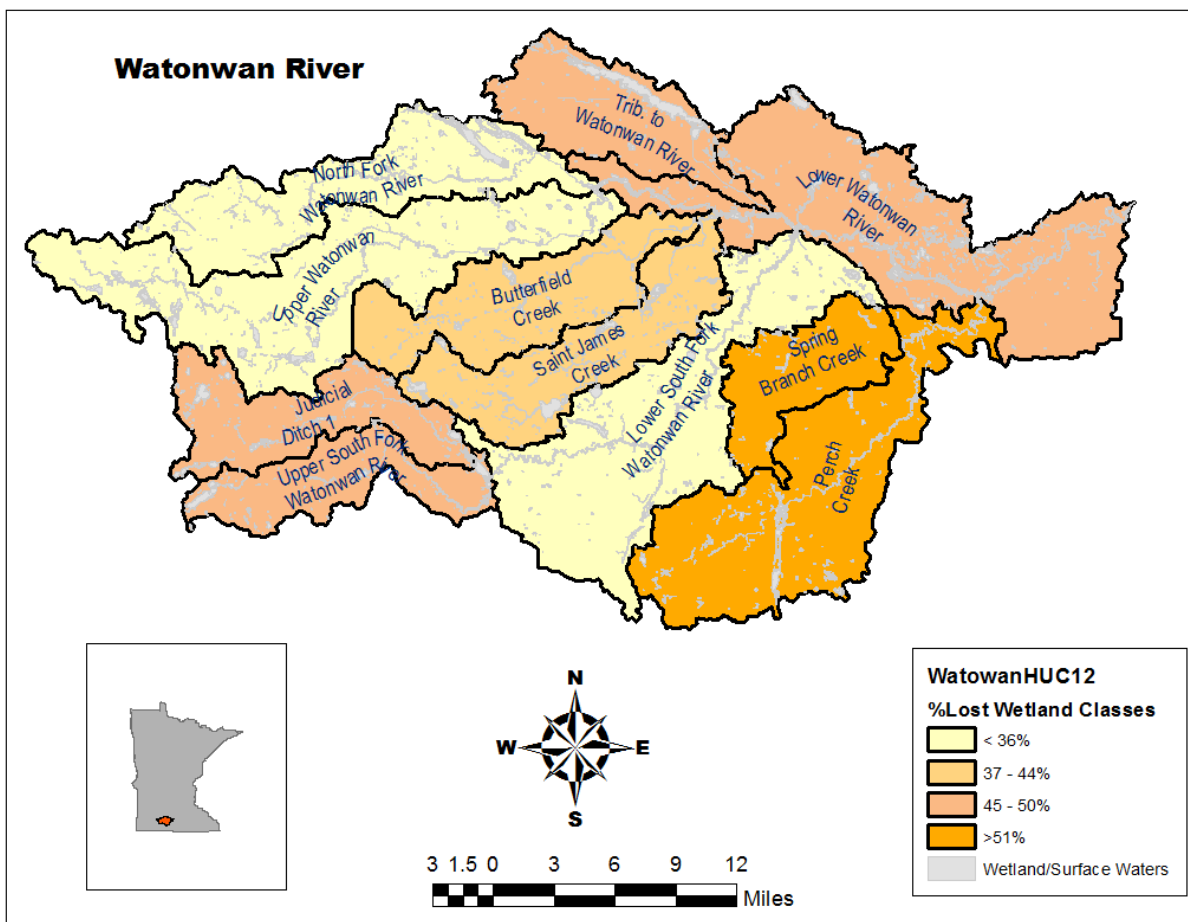 Watonwan River
Trib. to
Watonwan River
North Fork
Watonwan River
Lower Watonwan
River
Upper Watonwan
River
Butterfield
Creek
Saint James
Creek
Lower South Fork
Watonwan River
Spring
Branch Creek
Judicial
Ditch 1
Upper South Fork
Watonwan River
Perch
Creek
N
W E
S
3 1.5 0 3 6 9 12
Miles
WatowanHUC12
%Lost Wetland Classes
< 36%
37 - 44%
45 - 50%
>51%
Wetland/Surface Waters